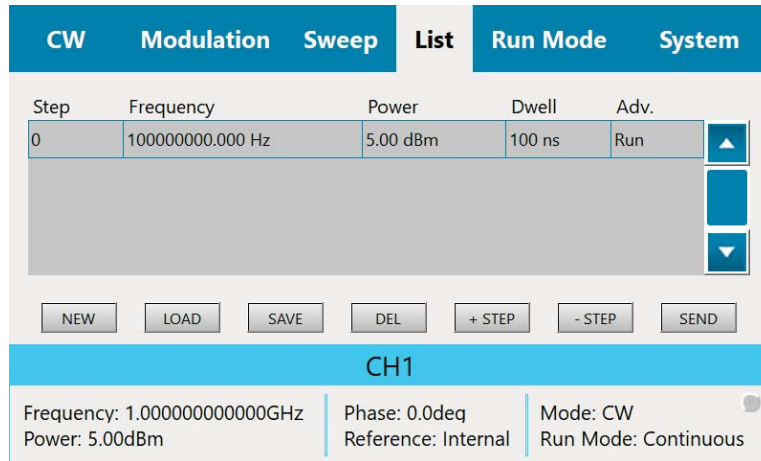 CW Modulation Sweep List Run Mode System
Step Frequency Power Dwell Adv.
0 100000000.000 Hz 5.00 dBm 100 ns Run
NEW LOAD SAVE DEL + STEP - STEP SEND
CH1
Frequency: 1.000000000000GHz Phase: 0.0deg Mode: CW
Power: 5.00dBm Reference: Internal Run Mode: Continuous